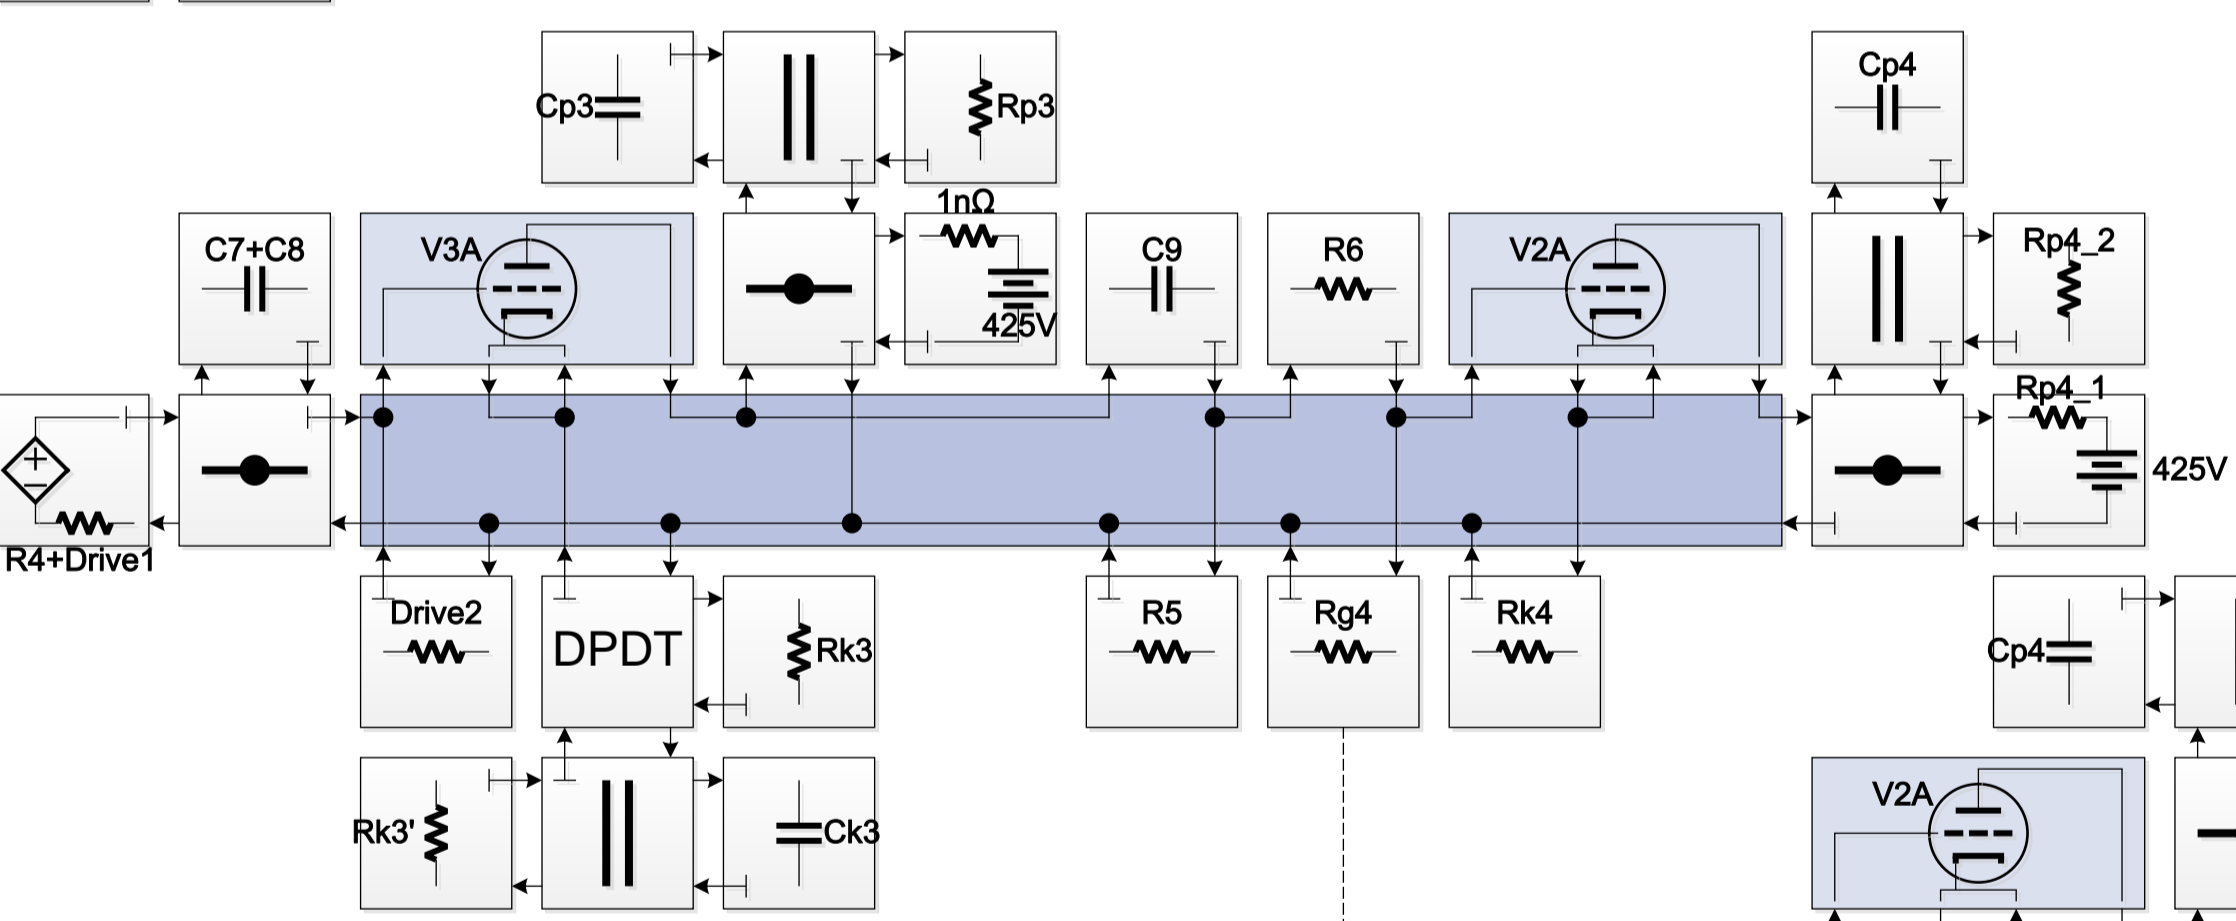 Cp4
Cp3
Rp3
1nΩ
C7+C8
V3A
425V
C9
R6
V2A
Rp4_2
Rp4_1
425V
R4+Drive1
Drive2
DPDT
Rk3
R5
Rg4
Rk4
Cp4
Rk3'
Ck3
V2A